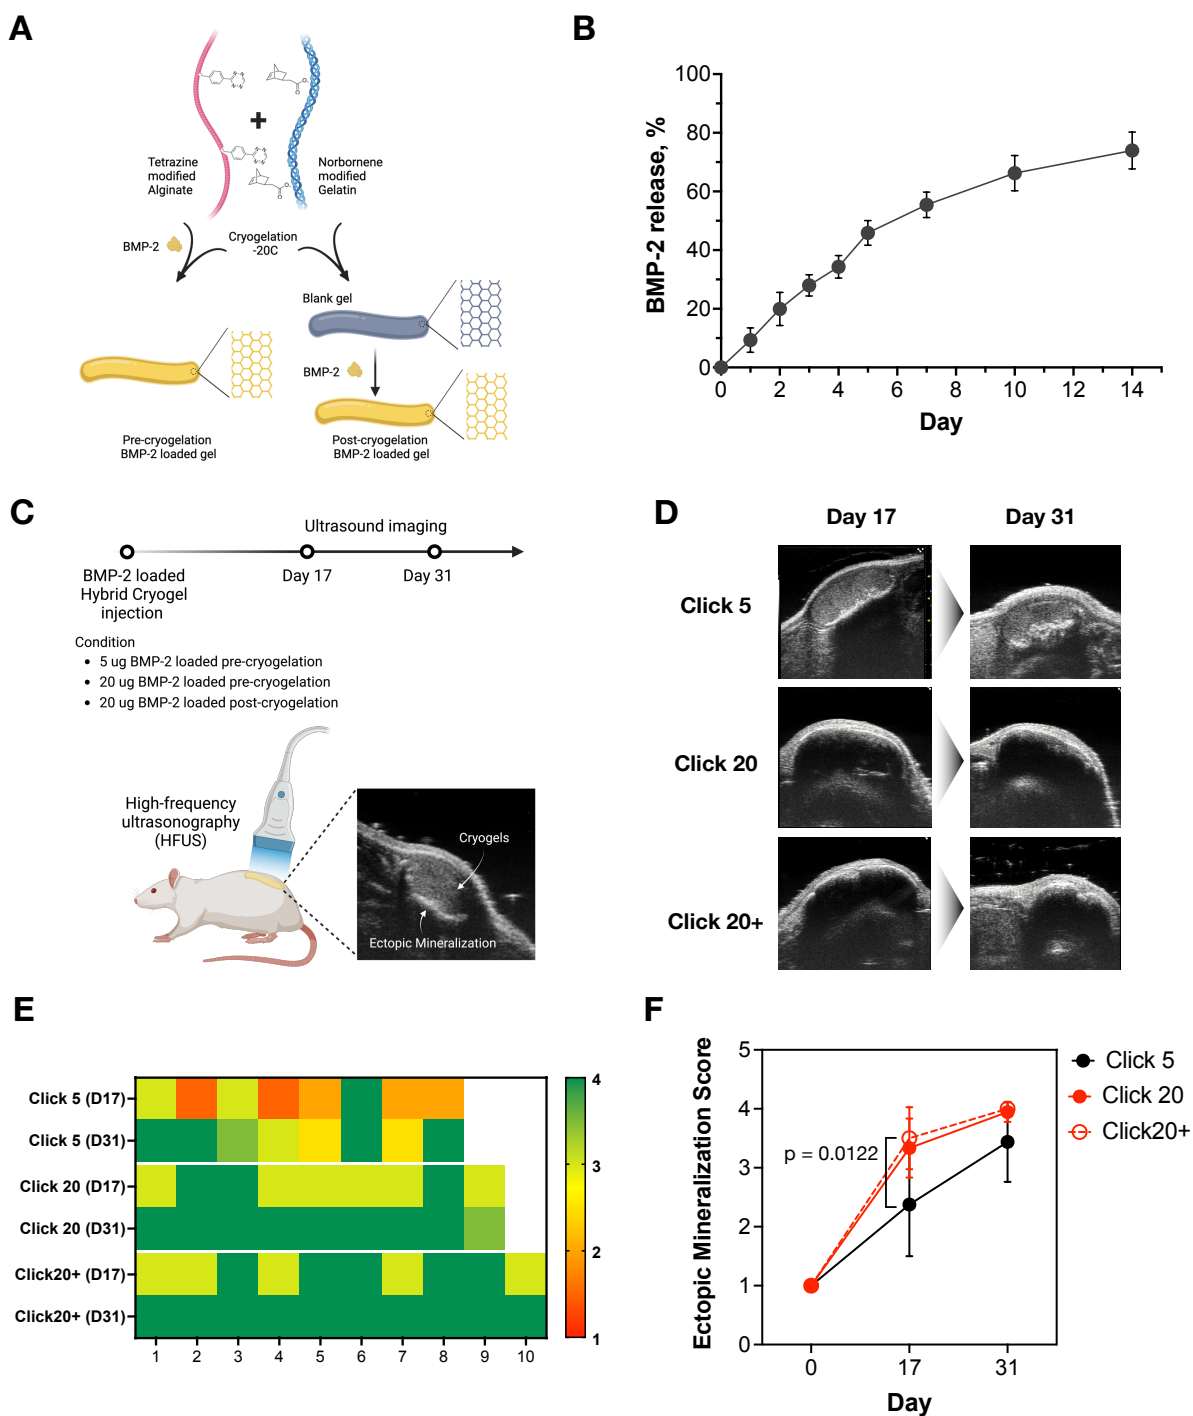 A
Tetrazine
modified
Alginate
+
Norbornene
modified
Gelatin
BMP-2
Cryogelation
-20C
Blank gel
BMP-2
Pre-cryogelation
BMP-2 loaded gel
Post-cryogelation
BMP-2 loaded gel
B
BMP-2 release, %
100
80
60
40
20
0
0 2 4 6 8 10 12 14
Day
C
Ultrasound imaging
BMP-2 loaded
Hybrid Cryogel
injection
Day 17
Day 31
Condition
• 5 ug BMP-2 loaded pre-cryogelation
• 20 ug BMP-2 loaded pre-cryogelation
• 20 ug BMP-2 loaded post-cryogelation
High-frequency
ultrasonography
(HFUS)
Cryogels
Ectopic Mineralization
D
Day 17
Day 31
Click 5
Click 20
Click 20+
E
Click 5 (D17)
Click 5 (D31)
Click 20 (D17)
Click 20 (D31)
Click20+ (D17)
Click20+ (D31)
1 2 3 4 5 6 7 8 9 10
4
3
2
1
F
Ectopic Mineralization Score
5
4
3
2
1
0
p = 0.0122
0 17 31
Day
Click 5
Click 20
Click20+